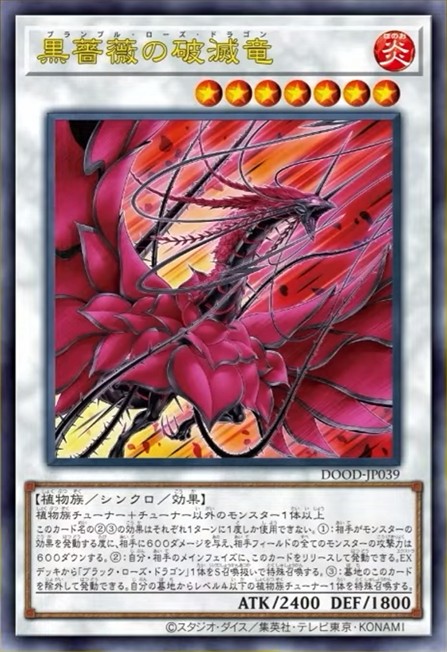 ブランブル・ローズ・ドラゴン
黒薔薇の破滅竜
ほのお
炎
DOOD-JP039
【植物族／シンクロ／効果】
植物族チューナー＋チューナー以外のモンスター1体以上
このカード名の②③の効果はそれぞれ1ターンに1度しか使用できない。①：相手がモンスターの
効果を発動する度に、相手に600ダメージを与え、相手フィールドの全てのモンスターの攻撃力は
600ダウンする。②：自分・相手のメインフェイズに、このカードをリリースして発動できる。EX
デッキから「ブラック・ローズ・ドラゴン」1体をS召喚扱いで特殊召喚する。③：墓地のこのカード
を除外して発動できる。自分の墓地からレベル4以下の植物族チューナー1体を特殊召喚する。
ATK/2400 DEF/1800
©スタジオ・ダイス／集英社・テレビ東京・KONAMI